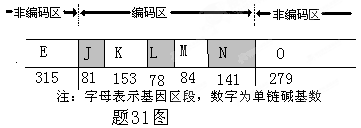 非编码区 编码区 非编码区
E J K L M N O
315 81 153 78 84 141 279
注：字母表示基因区段，数字为单链碱基数
题31图